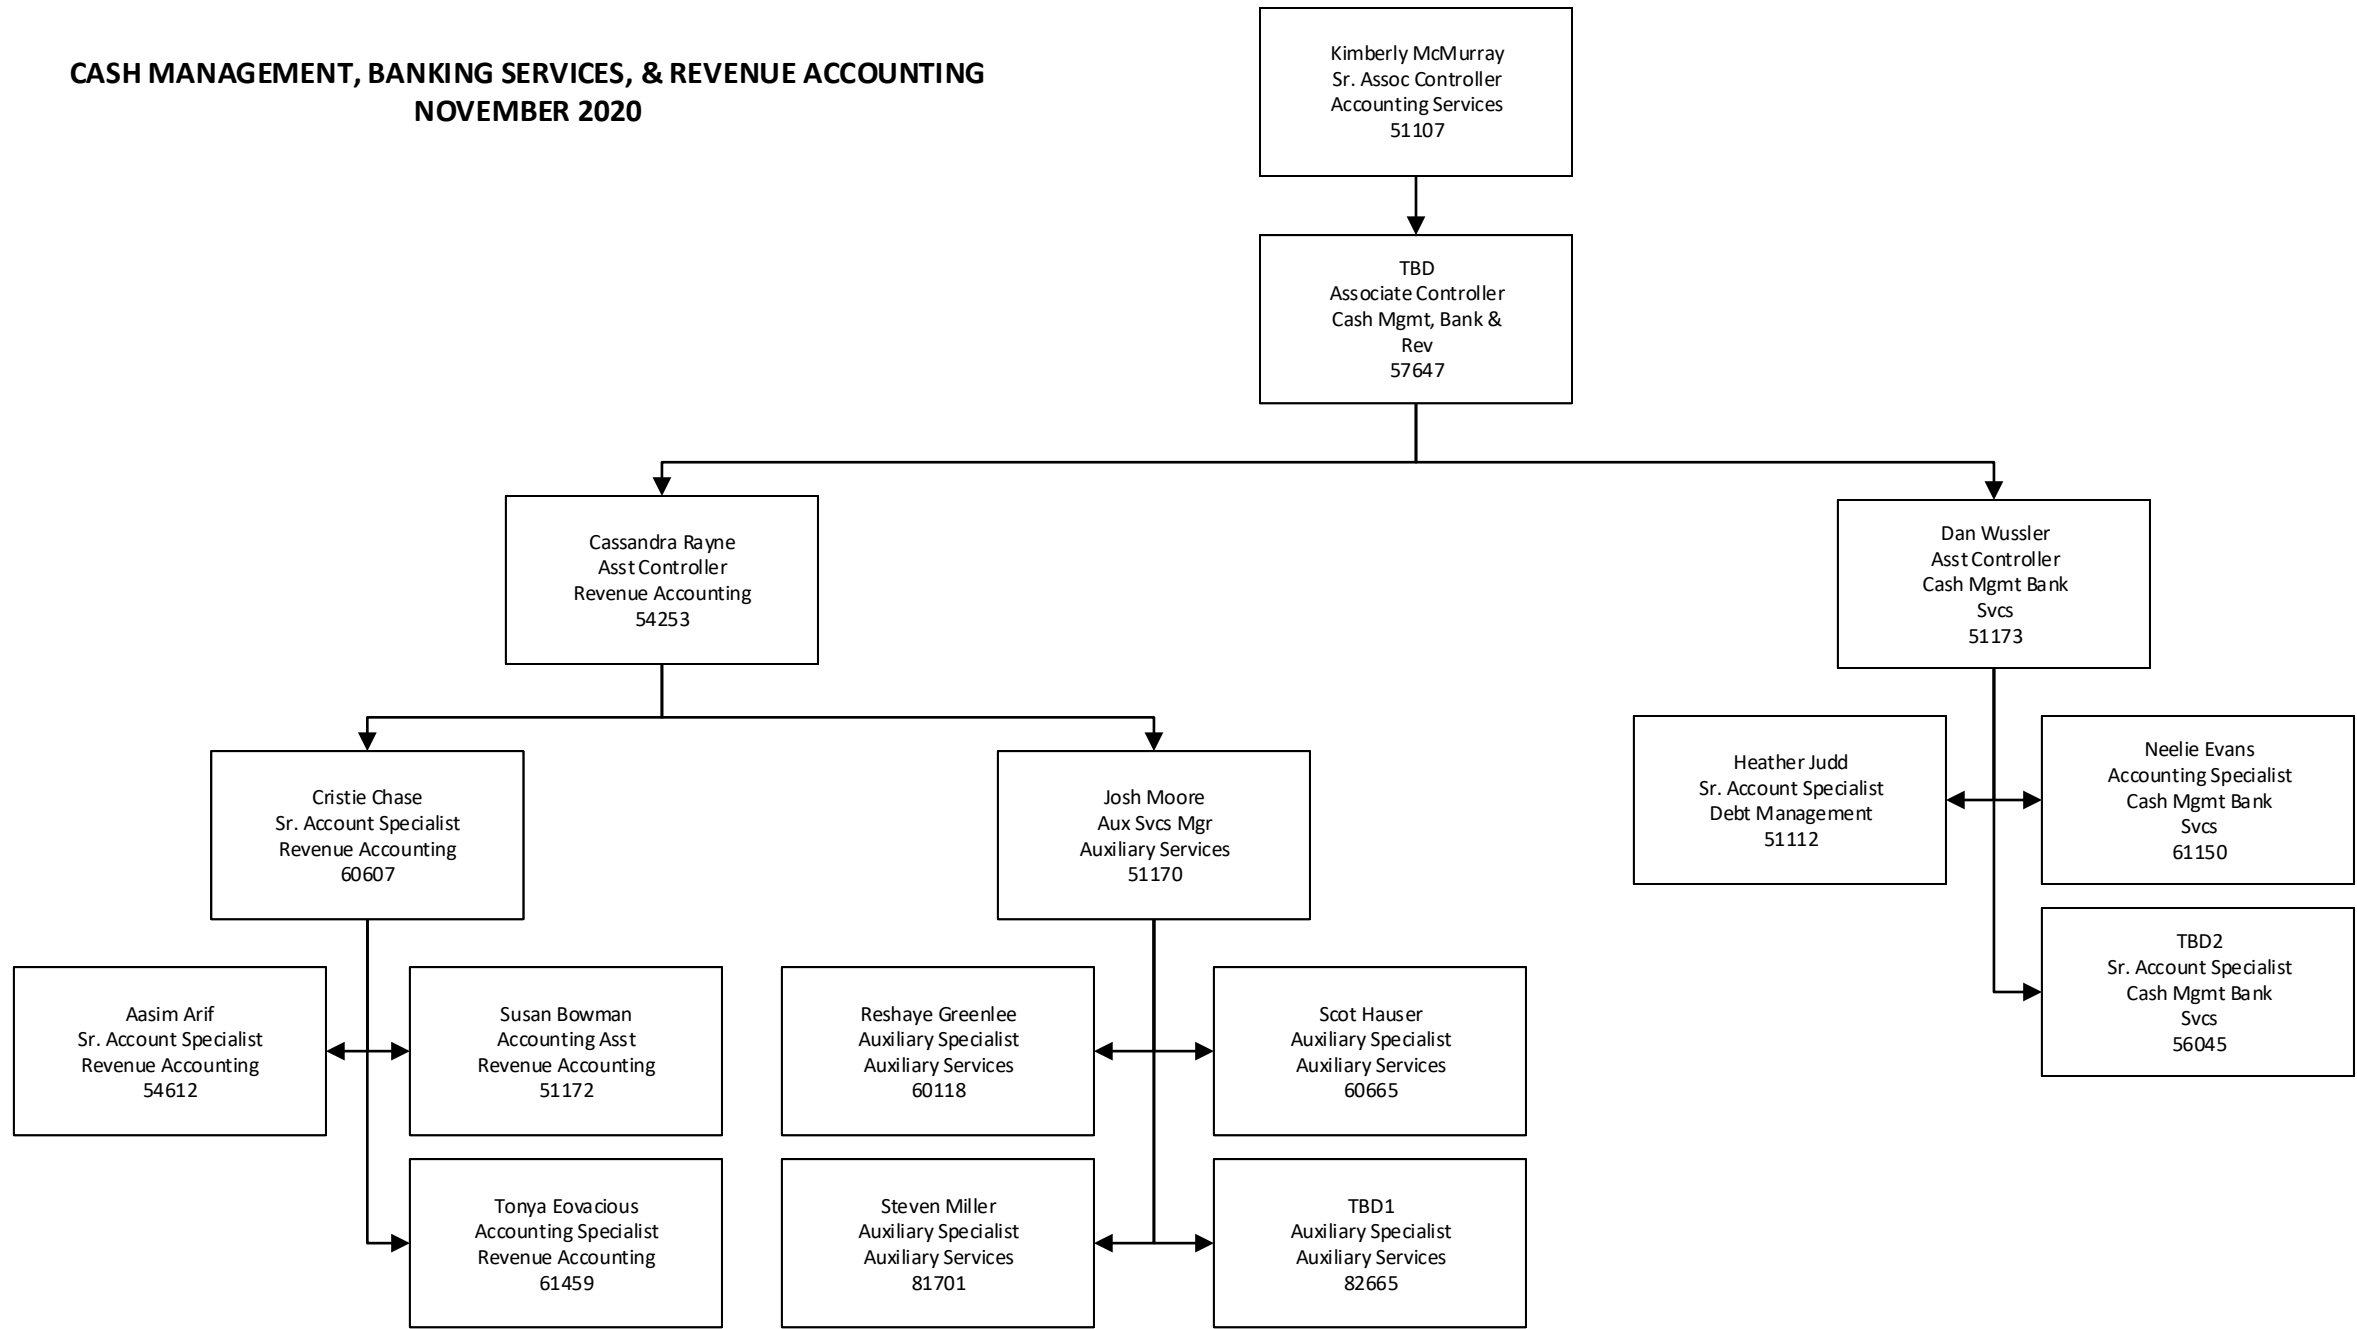 CASH MANAGEMENT, BANKING SERVICES, & REVENUE ACCOUNTING
NOVEMBER 2020
Kimberly McMurray
Sr. Assoc Controller
Accounting Services
51107
TBD
Associate Controller
Cash Mgmt, Bank &
Rev
57647
Cassandra Rayne
Asst Controller
Revenue Accounting
54253
Dan Wussler
Asst Controller
Cash Mgmt Bank
Svcs
51173
Cristie Chase
Sr. Account Specialist
Revenue Accounting
60607
Josh Moore
Aux Svcs Mgr
Auxiliary Services
51170
Heather Judd
Sr. Account Specialist
Debt Management
51112
Neelie Evans
Accounting Specialist
Cash Mgmt Bank
Svcs
61150
TBD2
Sr. Account Specialist
Cash Mgmt Bank
Svcs
56045
Aasim Arif
Sr. Account Specialist
Revenue Accounting
54612
Susan Bowman
Accounting Asst
Revenue Accounting
51172
Reshaye Greenlee
Auxiliary Specialist
Auxiliary Services
60118
Scot Hauser
Auxiliary Specialist
Auxiliary Services
60665
Tonya Eovacious
Accounting Specialist
Revenue Accounting
61459
Steven Miller
Auxiliary Specialist
Auxiliary Services
81701
TBD1
Auxiliary Specialist
Auxiliary Services
82665